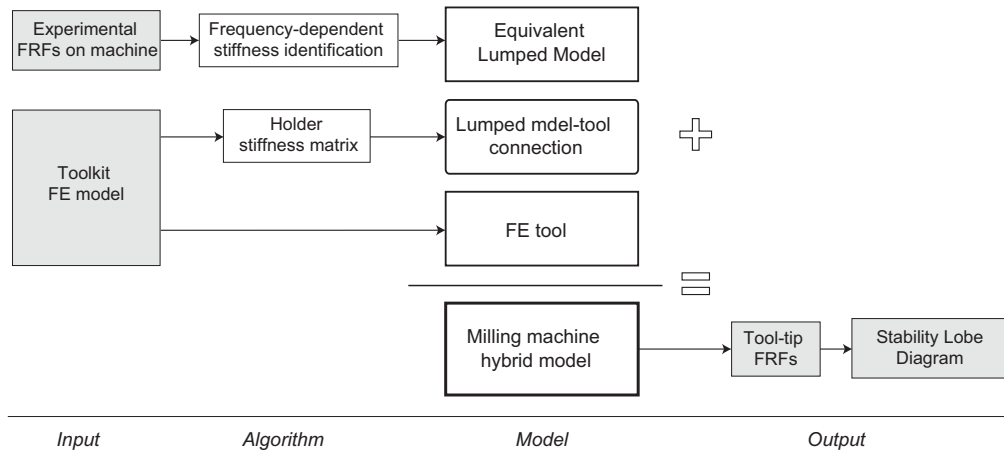 Experimental
FRFs on machine
Frequency-dependent
stiffness identification
Equivalent
Lumped Model
Toolkit
FE model
Holder
stiffness matrix
Lumped mdel-tool
connection
FE tool
Milling machine
hybrid model
Tool-tip
FRFs
Stability Lobe
Diagram
Input
Algorithm
Model
Output